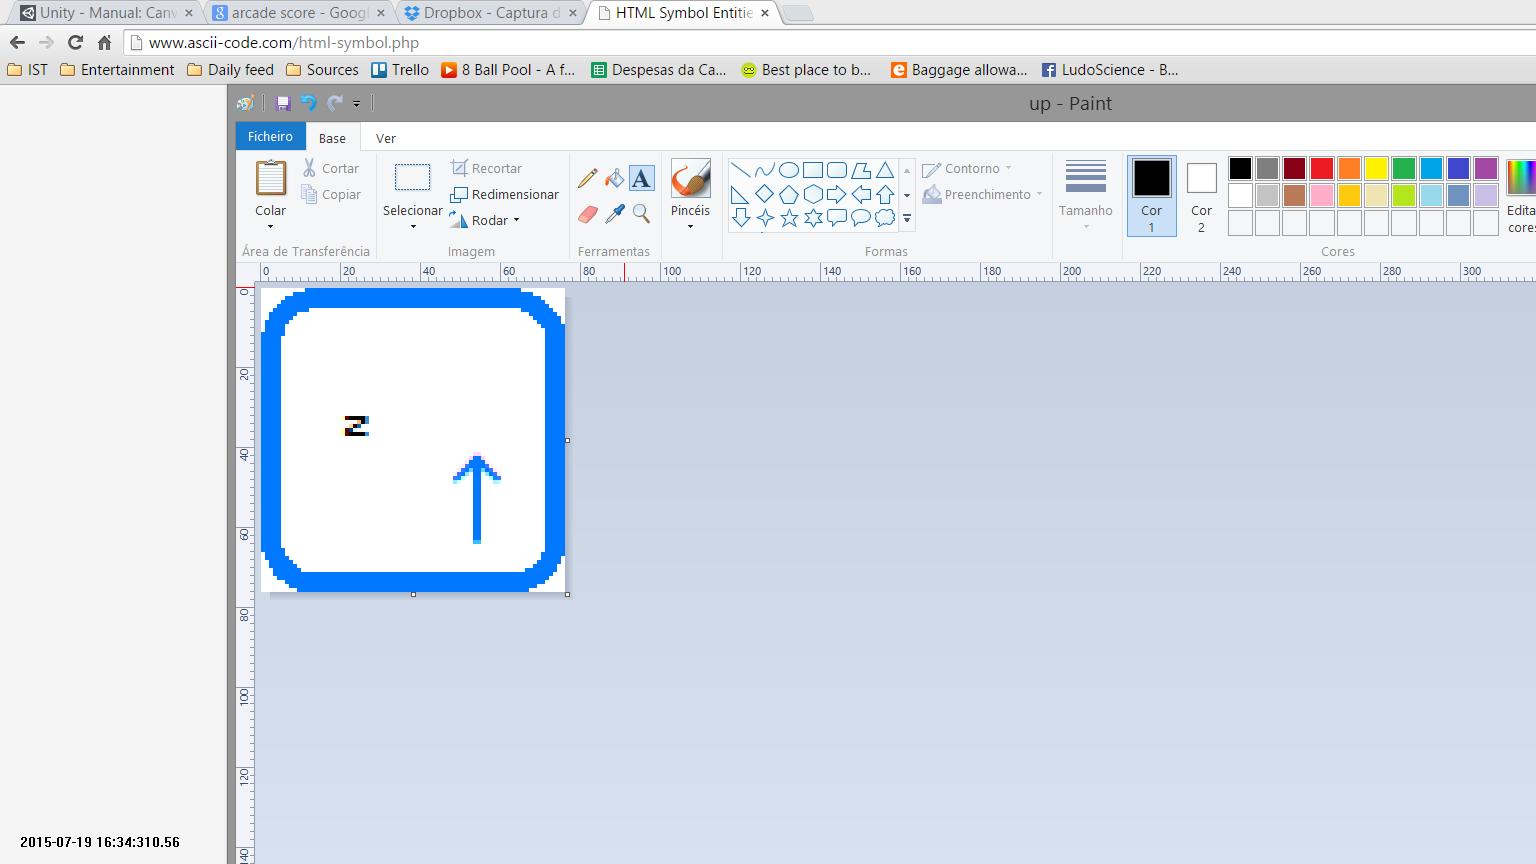 Unity - Manual: Canv
arcade score - Goog
Dropbox - Captura d
HTML Symbol Entitie
www.ascii-code.com/html-symbol.php
IST
Entertainment
Daily feed
Sources
Trello
8 Ball Pool - A f...
Despesas da Ca...
Best place to b...
Baggage allowa...
LudoScience - B...
up - Paint
Ficheiro
Base
Ver
Colar
Cortar
Copiar
Área de Transferência
Selecionar
Recortar
Redimensionar
Rodar
Imagem
A
Ferramentas
Pincéis
Contorno
Preenchimento
Formas
Tamanho
Cor
1
Cor
2
Edita
cores
Cores
0 20 40 60 80 100 120 140 160 180 200 220 240 260 280 300
0
20
40
60
80
100
120
140
z
2015-07-19 16:34:310.56